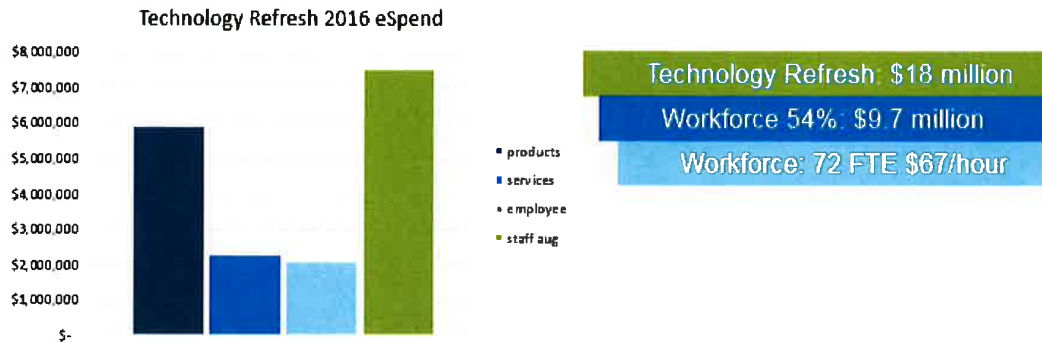 Technology Refresh 2016 eSpend
$8,000,000
$7,000,000
$6,000,000
$5,000,000
$4,000,000
$3,000,000
$2,000,000
$1,000,000
$-
products
services
employee
staff aug
Technology Refresh: $18 million
Workforce 54%: $9.7 million
Workforce: 72 FTE $67/hour